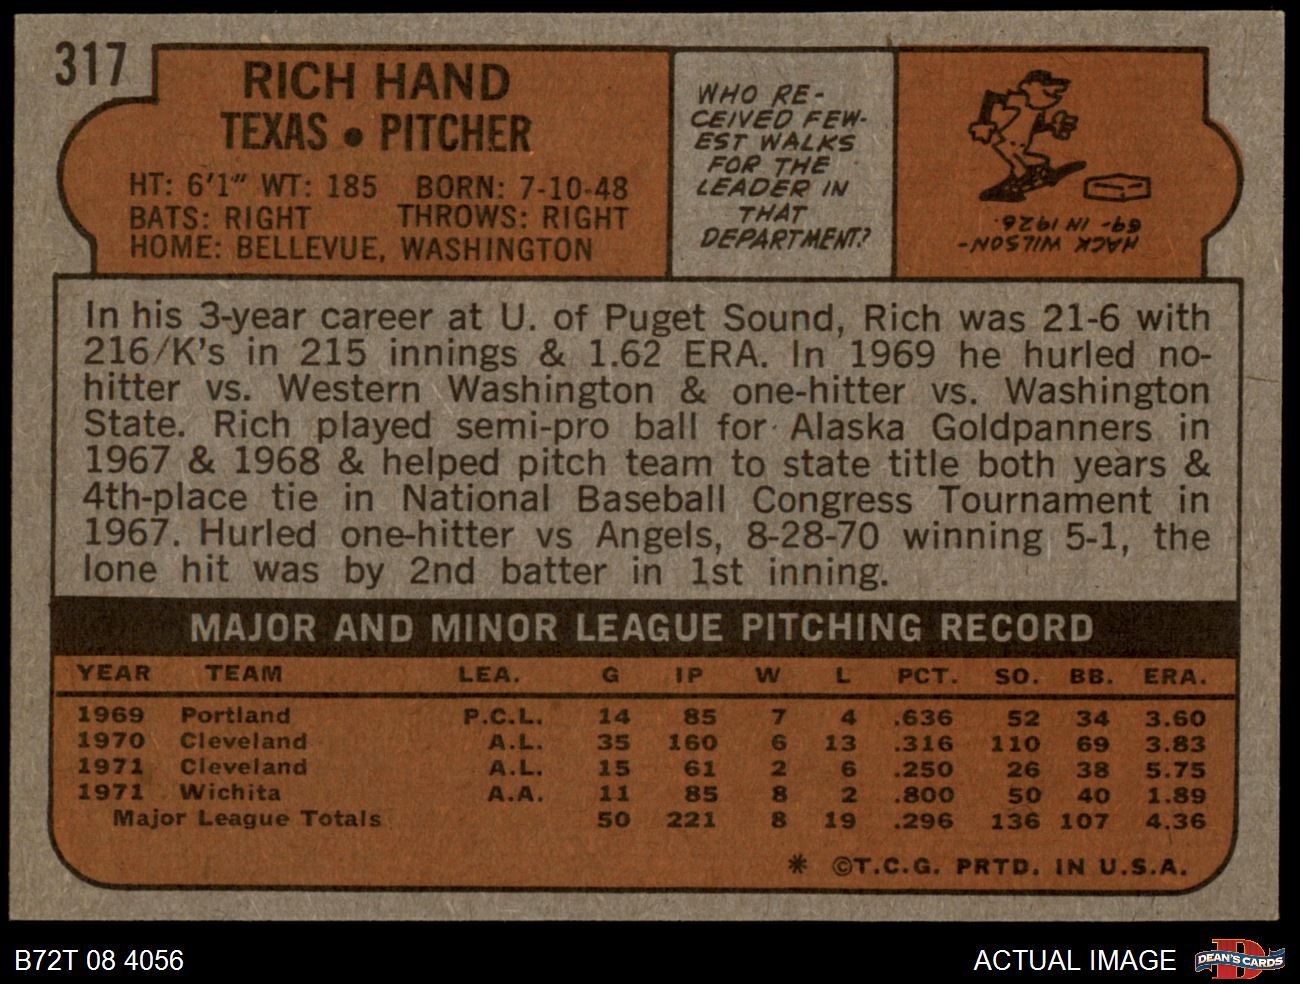 317
RICH HAND
TEXAS • PITCHER
HT: 6'1" WT: 185 BORN: 7-10-48
BATS: RIGHT THROWS: RIGHT
HOME: BELLEVUE, WASHINGTON
WHO RE-
CEIVED FEW-
EST WALKS
FOR THE
LEADER IN
THAT
DEPARTMENT?
HACK WILSON-
69- IN 1926.
In his 3-year career at U. of Puget Sound, Rich was 21-6 with
216/K's in 215 innings & 1.62 ERA. In 1969 he hurled no-
hitter vs. Western Washington & one-hitter vs. Washington
State. Rich played semi-pro ball for Alaska Goldpanners in
1967 & 1968 & helped pitch team to state title both years &
4th-place tie in National Baseball Congress Tournament in
1967. Hurled one-hitter vs Angels, 8-28-70 winning 5-1, the
lone hit was by 2nd batter in 1st inning.
MAJOR AND MINOR LEAGUE PITCHING RECORD
YEAR TEAM LEA. G IP W L PCT. SO. BB. ERA.
1969 Portland P.C.L. 14 85 7 4 .636 52 34 3.60
1970 Cleveland A.L. 35 160 6 13 .316 110 69 3.83
1971 Cleveland A.L. 15 61 2 6 .250 26 38 5.75
1971 Wichita A.A. 11 85 8 2 .800 50 40 1.89
Major League Totals 50 221 8 19 .296 136 107 4.36
* ©T.C.G. PRTD. IN U.S.A.
B72T 08 4056
ACTUAL IMAGE
D
DEAN'S CARDS